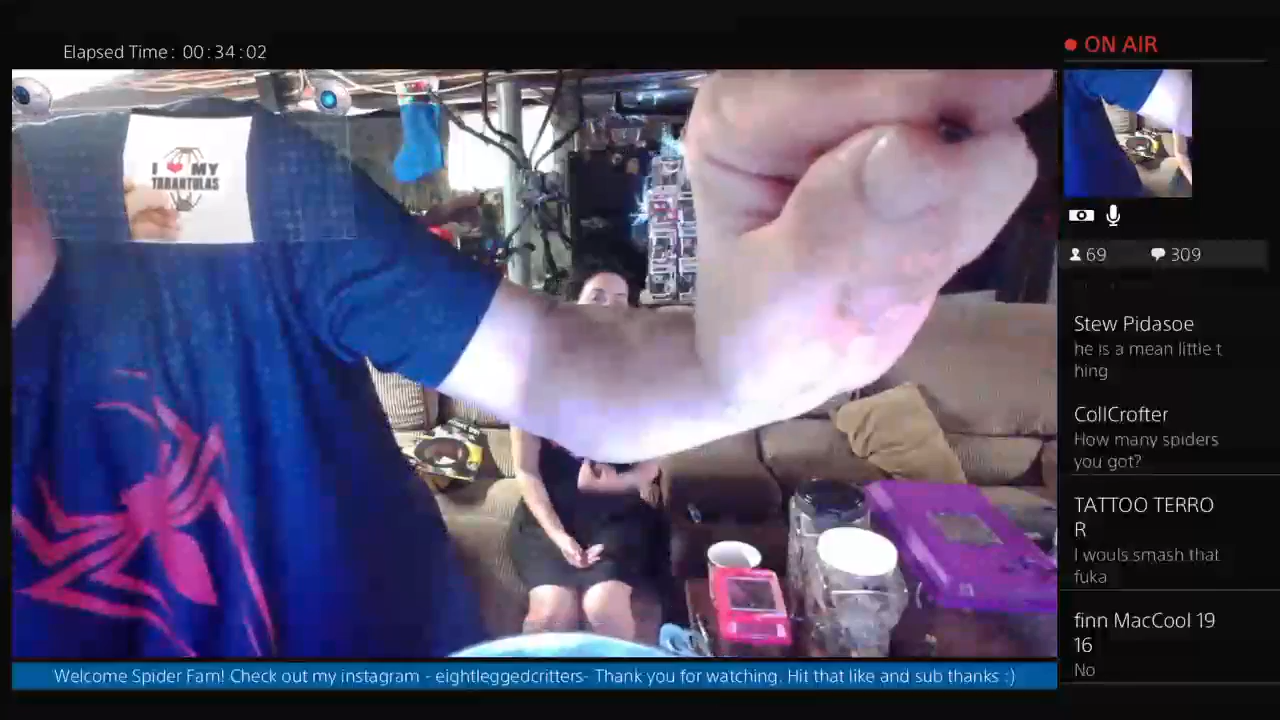 Elapsed Time: 00:34:02
ON AIR
I MY
TARANTULAS
69 309
Stew Pidasoe
he is a mean little t
hing
CollCrofter
How many spiders
you got?
TATTOO TERRO
R
I wouls smash that
fuka
finn MacCool 19
16
No
Welcome Spider Fam! Check out my instagram - eightleggedcritters- Thank you for watching. Hit that like and sub thanks :)